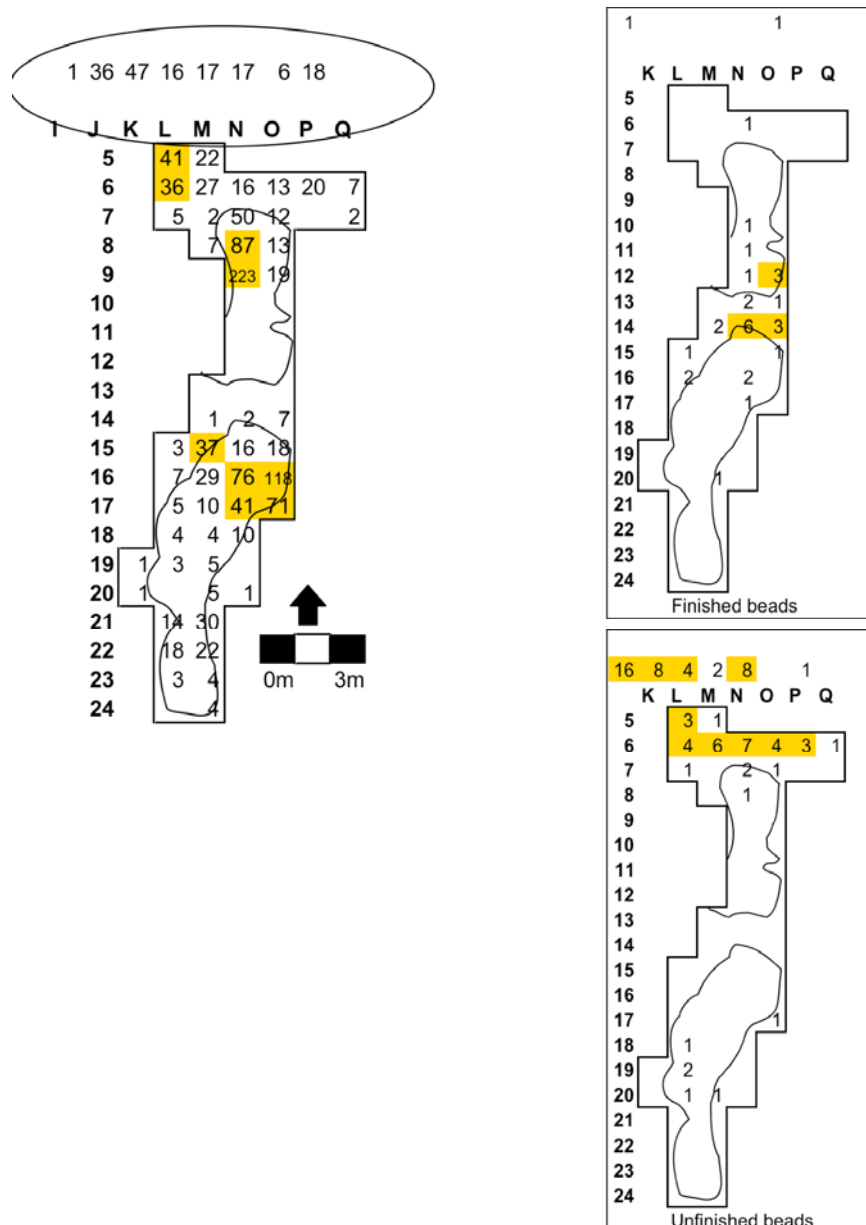 1 36 47 16 17 17 6 18
I J K L M N O P Q
5 41 22
6 36 27 16 13 20 7
7 5 2 50 12 2
8 7 87 13
9 223 19
10
11
12
13
14 1 2 7
15 3 37 16 18
16 7 29 76 118
17 5 10 41 71
18 4 4 10
19 1 3 5
20 1 5 1
21 14 30
22 18 22
23 3 4
24 4
0m 3m
1 1
K L M N O P Q
5
6 1
7
8
9
10 1
11 1
12 1 3
13 2 1
14 2 6 3
15 1 1
16 2 2
17 1
18
19
20 1
21
22
23
24
Finished beads
16 8 4 2 8 1
K L M N O P Q
5 3 1
6 4 6 7 4 3 1
7 1 2 1
8 1
9
10
11
12
13
14
15
16
17 1
18 1
19 2
20 1 1
21
22
23
24
Unfinished beads